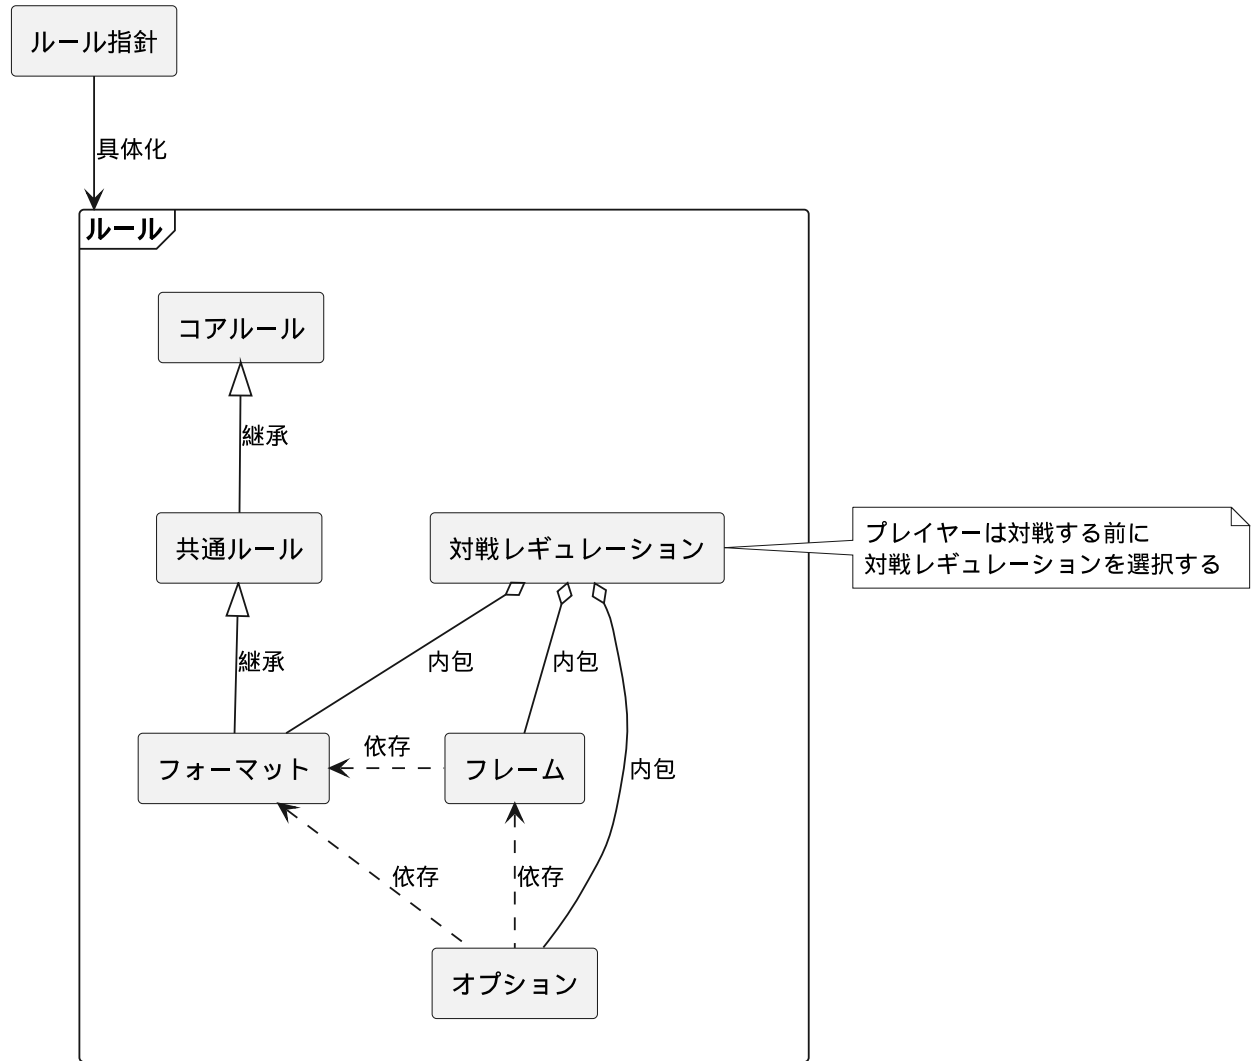 ルール指針
具体化
ルール
コアルール
継承
共通ルール
対戦レギュレーション
プレイヤーは対戦する前に
対戦レギュレーションを選択する
継承
内包
内包
フォーマット
依存
フレーム
内包
依存
依存
オプション